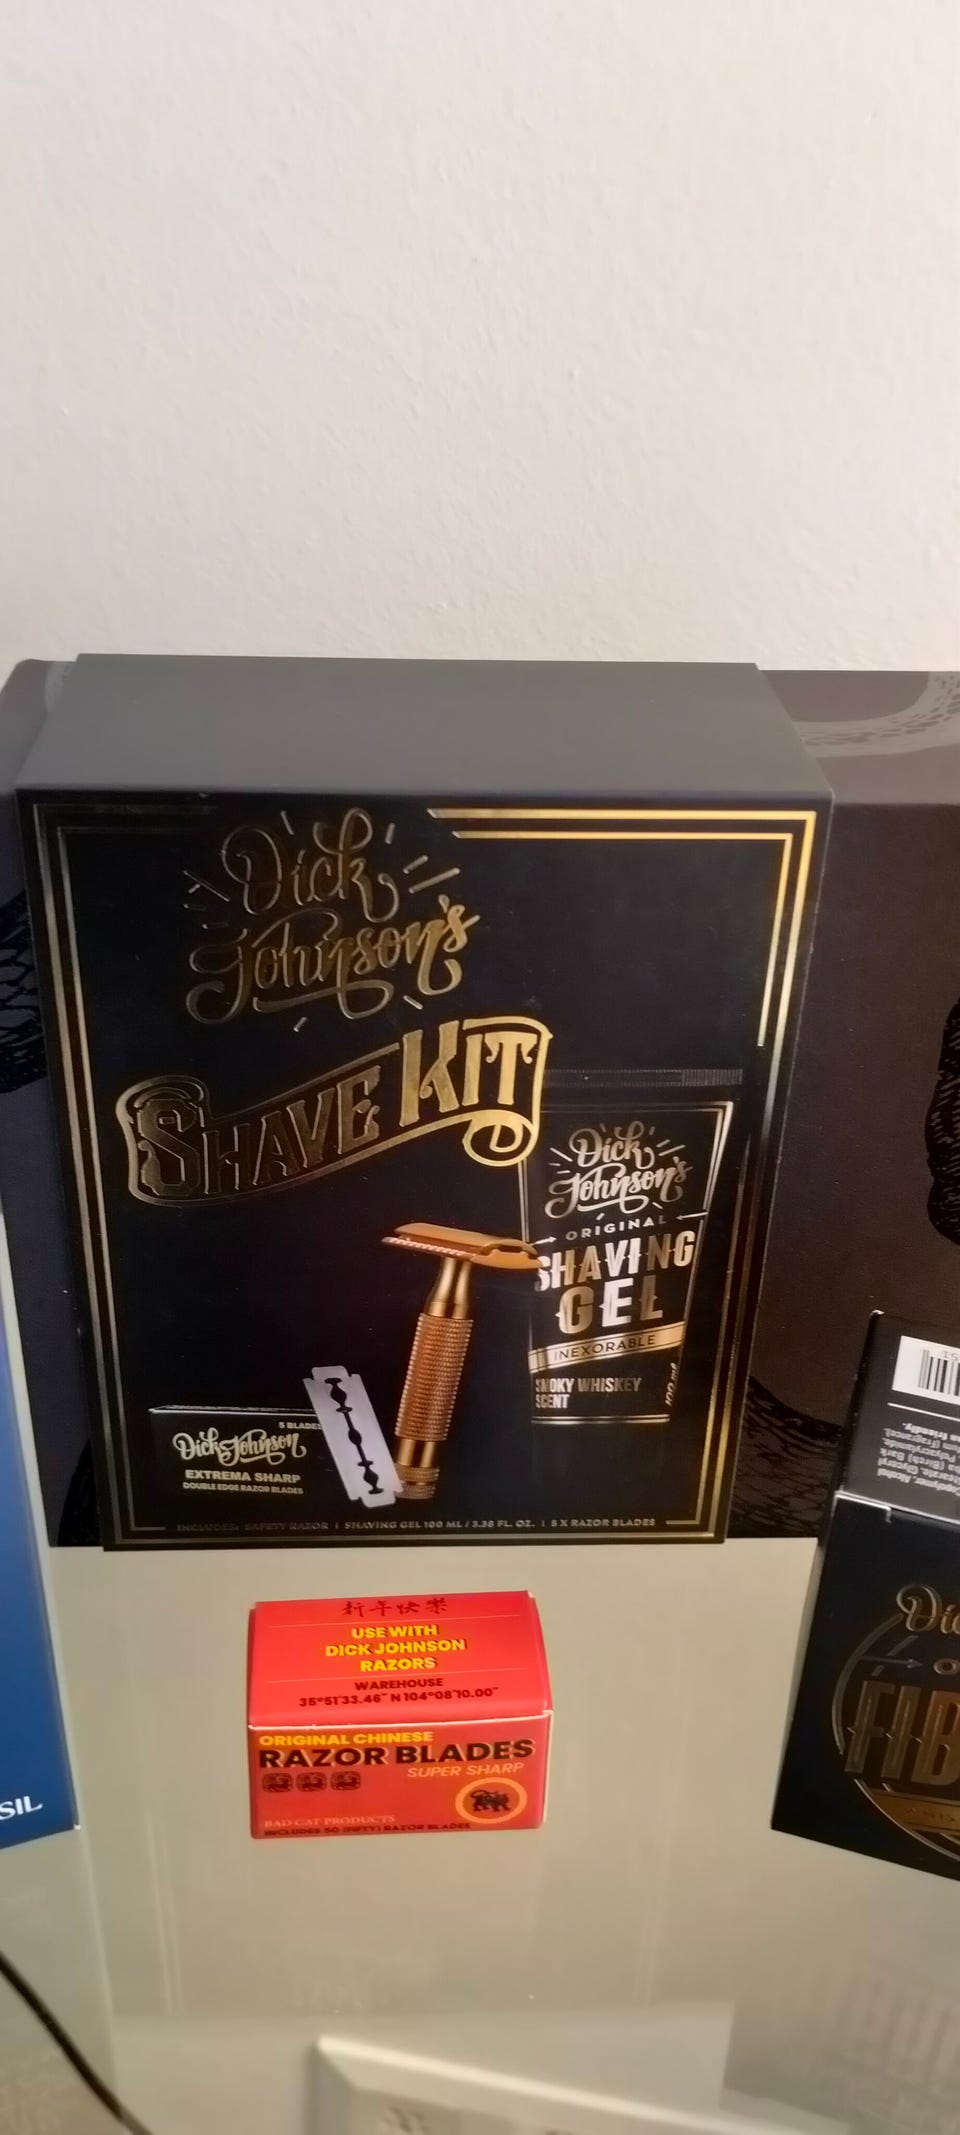 Dick
Johnson's
SHAVE KIT
Dick
Johnson's
ORIGINAL
SHAVING
GEL
INEXORABLE
SMOKY WHISKEY
SCENT
100 ml
5 BLADES
Dick Johnson
EXTREMA SHARP
DOUBLE EDGE RAZOR BLADES
INCLUDES: SAFETY RAZOR | SHAVING GEL 100 ML / 3.38 FL. OZ. | 5 X RAZOR BLADES
新年快樂
USE WITH
DICK JOHNSON
RAZORS
WAREHOUSE
35°51'33.46" N 104°08'10.00"
ORIGINAL CHINESE
RAZOR BLADES
SUPER SHARP
BAD CAT PRODUCTS
INCLUDES 50 (FIFTY) RAZOR BLADES
SIL